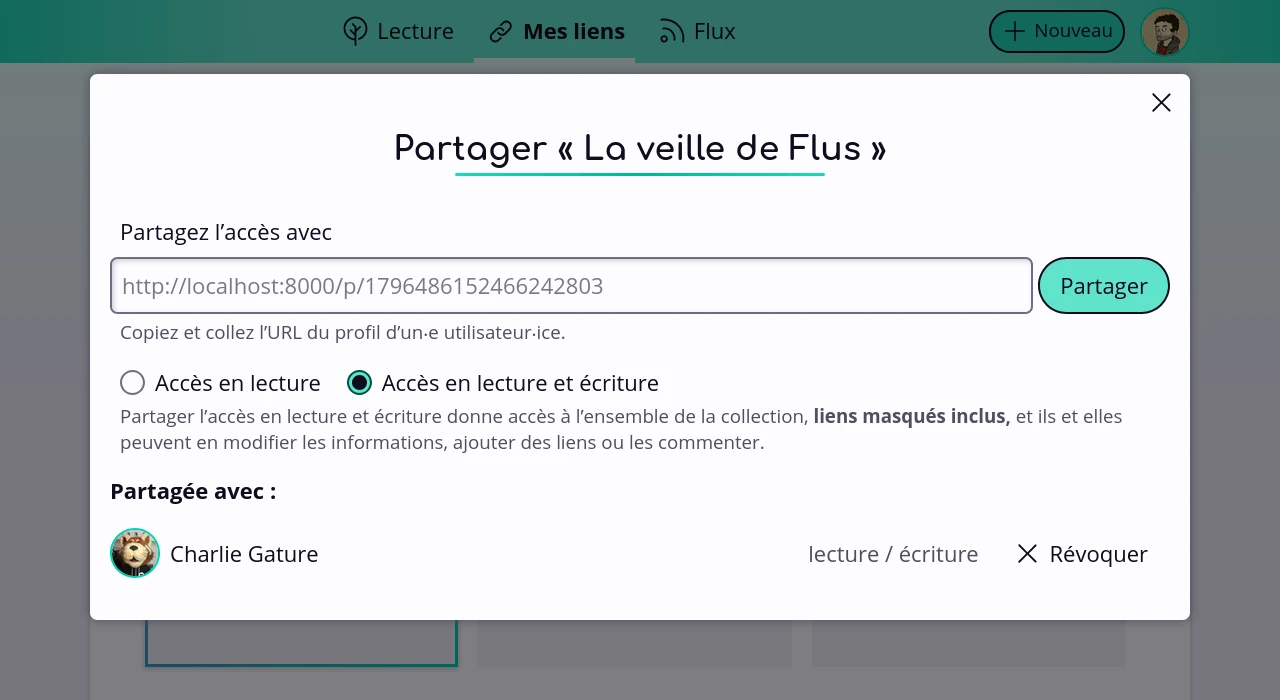 Lecture
Mes liens
Flux
Nouveau
Partager « La veille de Flus »
Partagez l’accès avec
http://localhost:8000/p/1796486152466242803
Partager
Copiez et collez l’URL du profil d’un·e utilisateur·ice.
Accès en lecture
Accès en lecture et écriture
Partager l’accès en lecture et écriture donne accès à l’ensemble de la collection, liens masqués inclus, et ils et elles
peuvent en modifier les informations, ajouter des liens ou les commenter.
Partagée avec :
Charlie Gature
lecture / écriture
Révoquer